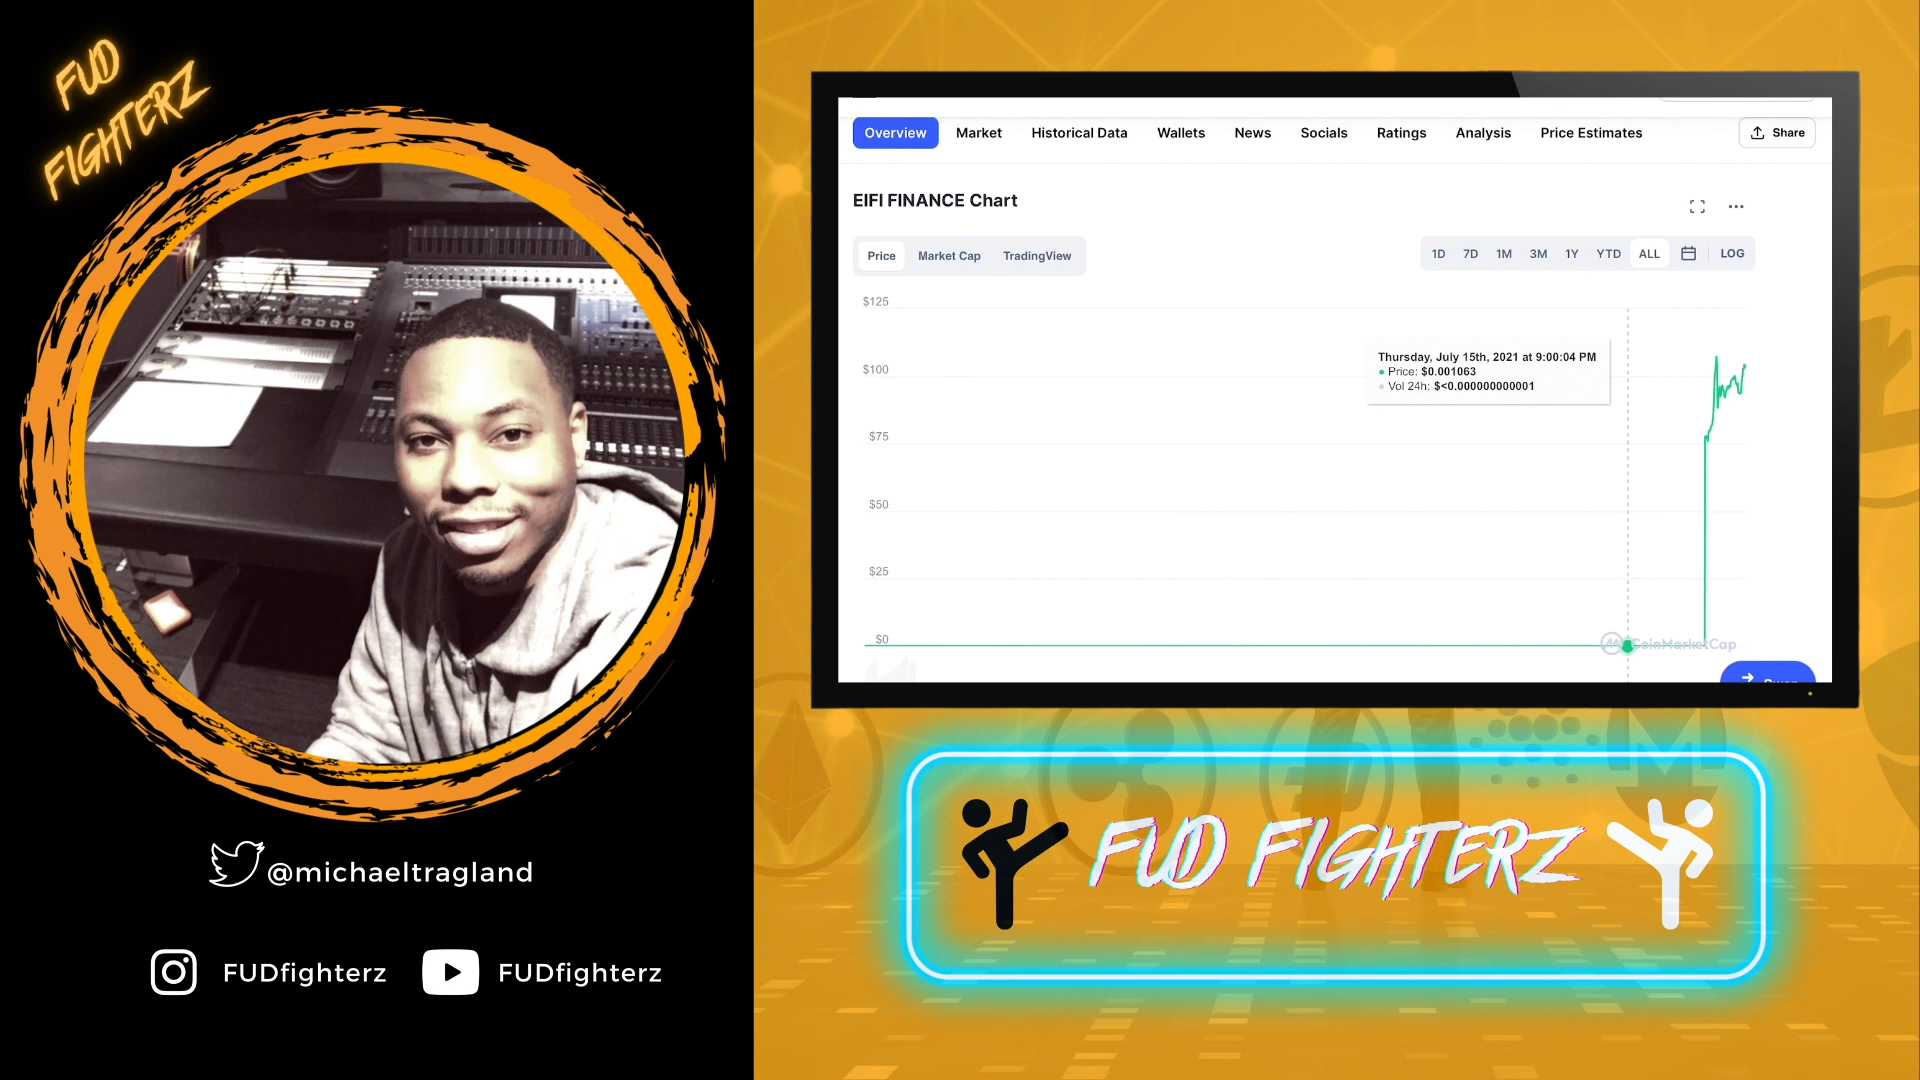 FUD
FIGHTERZ
@michaeltragland
FUDfighterz
FUDfighterz
Overview Market Historical Data Wallets News Socials Ratings Analysis Price Estimates Share
EIFI FINANCE Chart
Price Market Cap TradingView
1D 7D 1M 3M 1Y YTD ALL LOG
$125
$100
$75
$50
$25
$0
Thursday, July 15th, 2021 at 9:00:04 PM
Price: $0.001063
Vol 24h: $<0.000000000001
CoinMarketCap
FUD FIGHTERZ